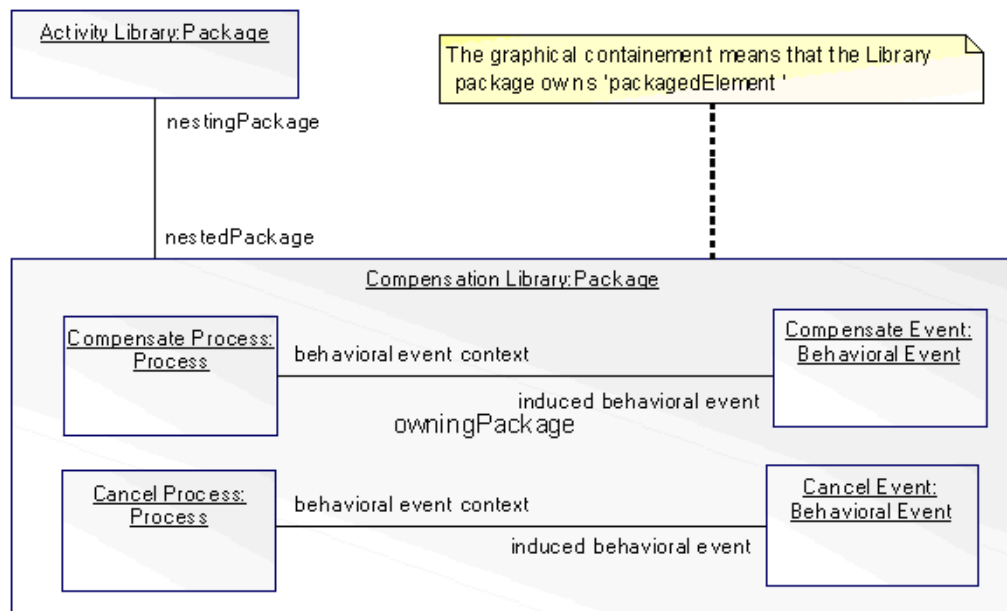 Activity Library:Package
The graphical containement means that the Library
package owns 'packagedElement '
nestingPackage
nestedPackage
Compensation Library:Package
Compensate Process:
Process
behavioral event context
induced behavioral event
Compensate Event:
Behavioral Event
owningPackage
Cancel Process:
Process
behavioral event context
induced behavioral event
Cancel Event:
Behavioral Event